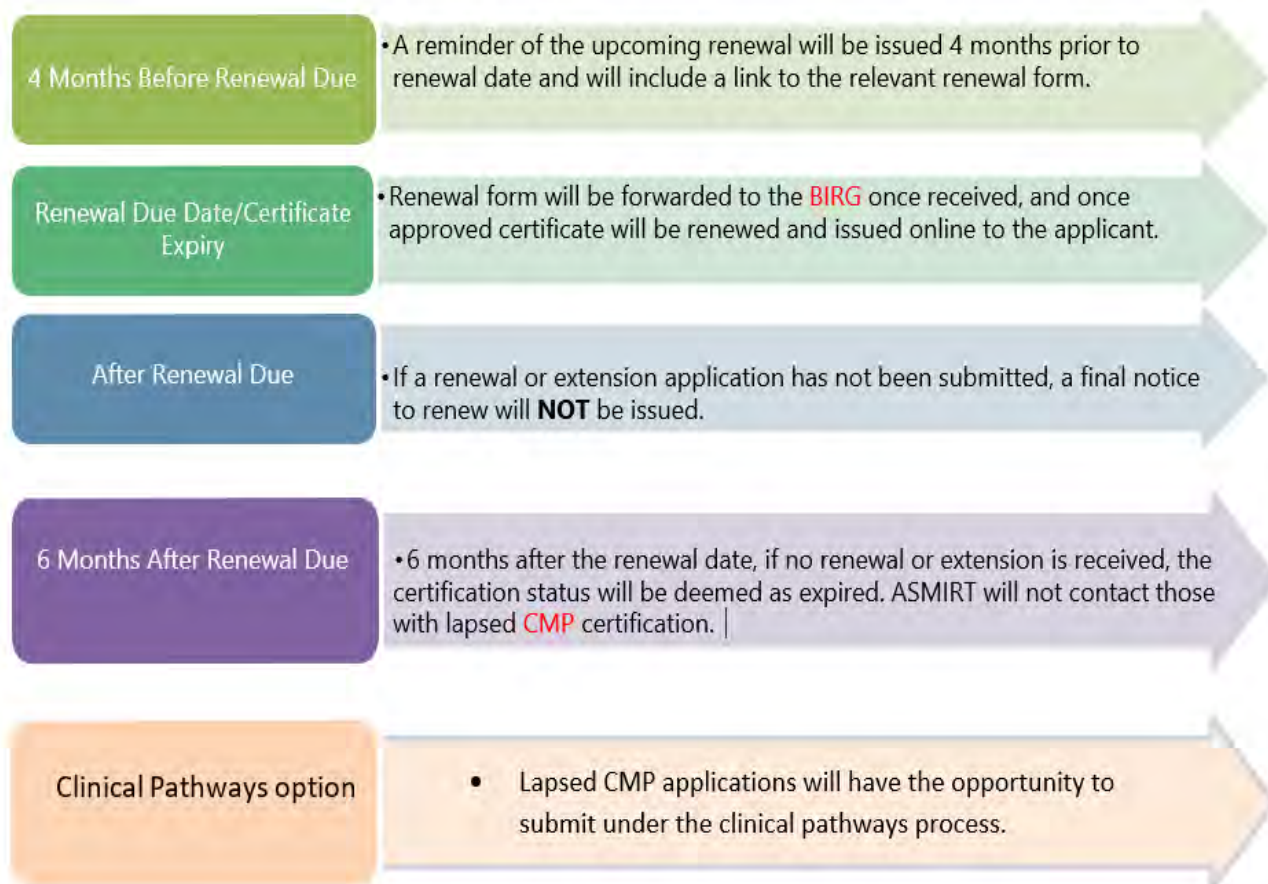 4 Months Before Renewal Due
•A reminder of the upcoming renewal will be issued 4 months prior to
renewal date and will include a link to the relevant renewal form.
Renewal Due Date/Certificate
Expiry
•Renewal form will be forwarded to the BIRG once received, and once
approved certificate will be renewed and issued online to the applicant.
After Renewal Due
•If a renewal or extension application has not been submitted, a final notice
to renew will NOT be issued.
6 Months After Renewal Due
•6 months after the renewal date, if no renewal or extension is received, the
certification status will be deemed as expired. ASMIRT will not contact those
with lapsed CMP certification.
Clinical Pathways option
• Lapsed CMP applications will have the opportunity to
submit under the clinical pathways process.